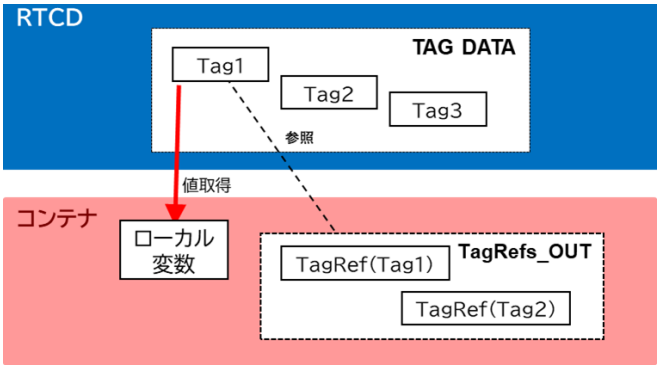 RTCD
TAG DATA
Tag1
Tag2
Tag3
参照
値取得
コンテナ
ローカル
変数
TagRefs_OUT
TagRef(Tag1)
TagRef(Tag2)